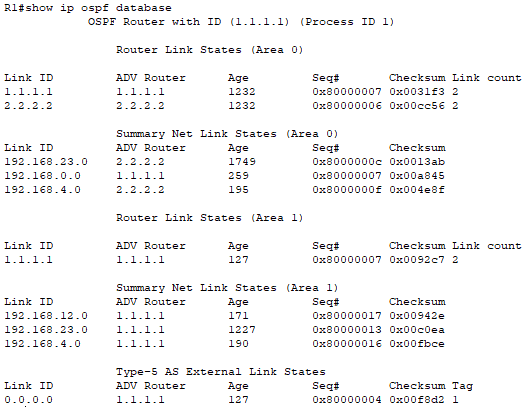 R1#show ip ospf database
OSPF Router with ID (1.1.1.1) (Process ID 1)
Router Link States (Area 0)
Link ID ADV Router Age Seq# Checksum Link count
1.1.1.1 1.1.1.1 1232 0x80000007 0x0031f3 2
2.2.2.2 2.2.2.2 1232 0x80000006 0x00cc56 2
Summary Net Link States (Area 0)
Link ID ADV Router Age Seq# Checksum
192.168.23.0 2.2.2.2 1749 0x8000000c 0x0013ab
192.168.0.0 1.1.1.1 259 0x80000007 0x00a845
192.168.4.0 2.2.2.2 195 0x8000000f 0x004e8f
Router Link States (Area 1)
Link ID ADV Router Age Seq# Checksum Link count
1.1.1.1 1.1.1.1 127 0x80000007 0x0092c7 2
Summary Net Link States (Area 1)
Link ID ADV Router Age Seq# Checksum
192.168.12.0 1.1.1.1 171 0x80000017 0x00942e
192.168.23.0 1.1.1.1 1227 0x80000013 0x00c0ea
192.168.4.0 1.1.1.1 190 0x80000016 0x00fbce
Type-5 AS External Link States
Link ID ADV Router Age Seq# Checksum Tag
0.0.0.0 1.1.1.1 127 0x80000004 0x00f8d2 1